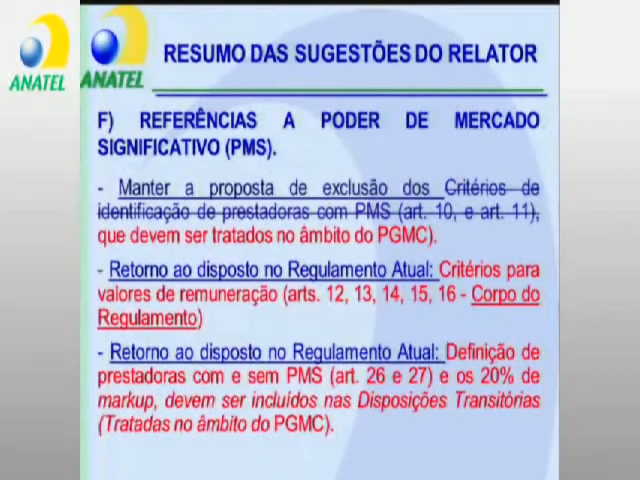 ANATEL
ANATEL
RESUMO DAS SUGESTÕES DO RELATOR
F) REFERÊNCIAS A PODER DE MERCADO
SIGNIFICATIVO (PMS).
- Manter a proposta de exclusão dos Critérios de
identificação de prestadoras com PMS (art. 10, e art. 11),
que devem ser tratados no âmbito do PGMC).
- Retorno ao disposto no Regulamento Atual: Critérios para
valores de remuneração (arts. 12, 13, 14, 15, 16 - Corpo do
Regulamento)
- Retorno ao disposto no Regulamento Atual: Definição de
prestadoras com e sem PMS (art. 26 e 27) e os 20% de
markup, devem ser incluídos nas Disposições Transitórias
(Tratadas no âmbito do PGMC).